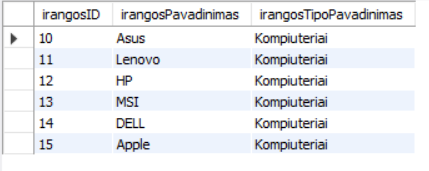 irangosID irangosPavadinimas irangosTipoPavadinimas
10 Asus Kompiuteriai
11 Lenovo Kompiuteriai
12 HP Kompiuteriai
13 MSI Kompiuteriai
14 DELL Kompiuteriai
15 Apple Kompiuteriai